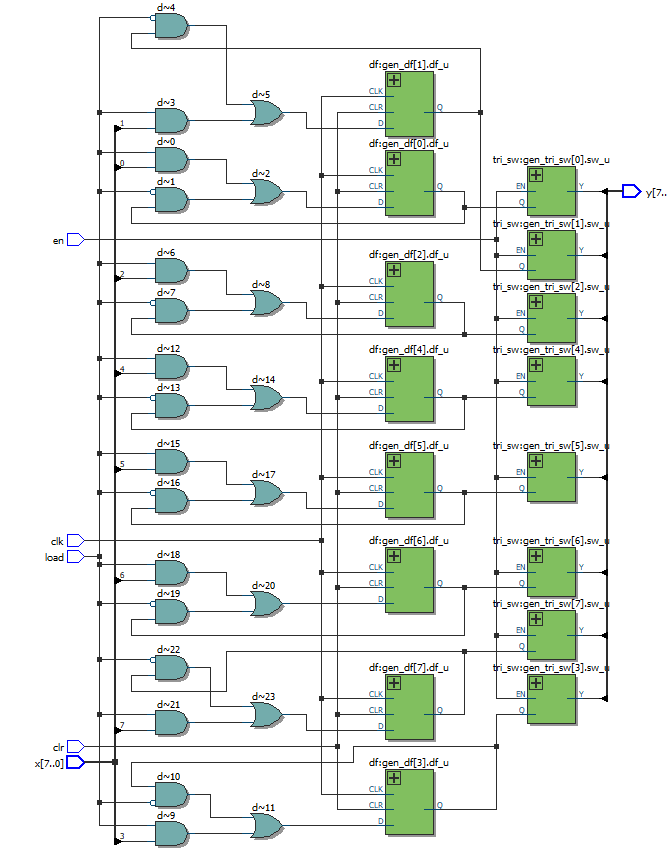 d~4
df:gen_df[1].df_u
CLK
CLR
D
Q
d~5
d~3
1
df:gen_df[0].df_u
CLK
CLR
D
Q
d~0
0
d~2
d~1
tri_sw:gen_tri_sw[0].sw_u
EN
Q
Y
y[7..
tri_sw:gen_tri_sw[1].sw_u
EN
Q
Y
en
d~6
2
d~8
d~7
df:gen_df[2].df_u
CLK
CLR
D
Q
tri_sw:gen_tri_sw[2].sw_u
EN
Q
Y
d~12
4
d~14
d~13
df:gen_df[4].df_u
CLK
CLR
D
Q
tri_sw:gen_tri_sw[4].sw_u
EN
Q
Y
d~15
5
d~17
d~16
df:gen_df[5].df_u
CLK
CLR
D
Q
tri_sw:gen_tri_sw[5].sw_u
EN
Q
Y
clk
load
d~18
6
d~20
d~19
df:gen_df[6].df_u
CLK
CLR
D
Q
tri_sw:gen_tri_sw[6].sw_u
EN
Q
Y
tri_sw:gen_tri_sw[7].sw_u
EN
Q
Y
d~22
d~23
d~21
7
df:gen_df[7].df_u
CLK
CLR
D
Q
tri_sw:gen_tri_sw[3].sw_u
EN
Q
Y
clr
x[7..0]
d~10
d~11
d~9
3
df:gen_df[3].df_u
CLK
CLR
D
Q